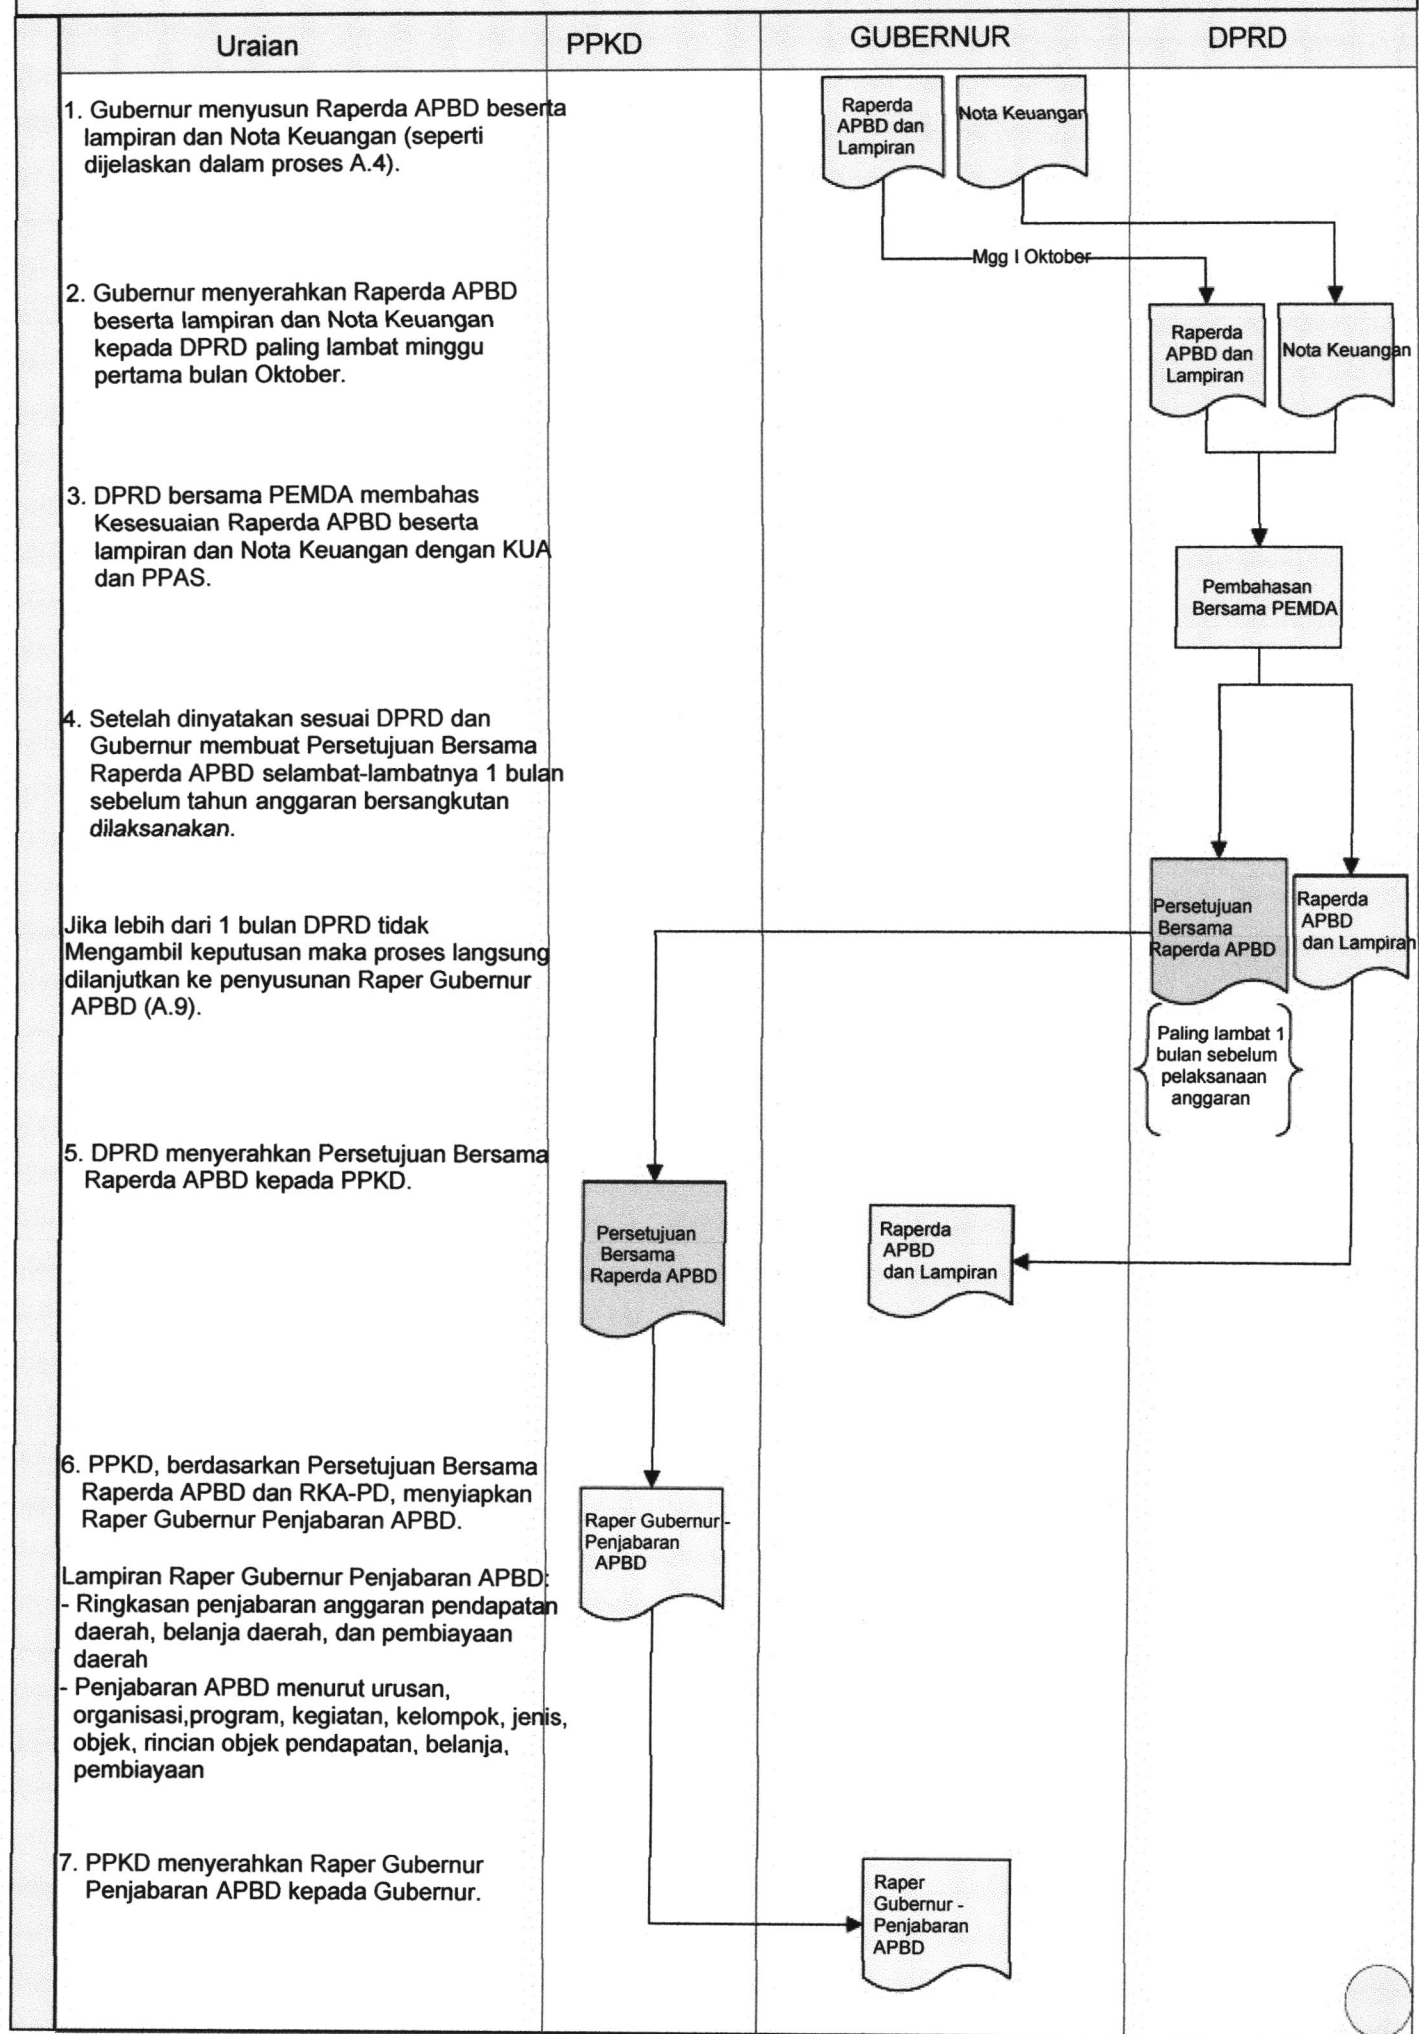 Uraian
PPKD
GUBERNUR
DPRD
1. Gubernur menyusun Raperda APBD beserta
lampiran dan Nota Keuangan (seperti
dijelaskan dalam proses A.4).
Raperda
APBD dan
Lampiran
Nota Keuangan
Mgg I Oktober
2. Gubernur menyerahkan Raperda APBD
beserta lampiran dan Nota Keuangan
kepada DPRD paling lambat minggu
pertama bulan Oktober.
Raperda
APBD dan
Lampiran
Nota Keuangan
3. DPRD bersama PEMDA membahas
Kesesuaian Raperda APBD beserta
lampiran dan Nota Keuangan dengan KUA
dan PPAS.
Pembahasan
Bersama PEMDA
4. Setelah dinyatakan sesuai DPRD dan
Gubernur membuat Persetujuan Bersama
Raperda APBD selambat-lambatnya 1 bulan
sebelum tahun anggaran bersangkutan
dilaksanakan.
Jika lebih dari 1 bulan DPRD tidak
Mengambil keputusan maka proses langsung
dilanjutkan ke penyusunan Raper Gubernur
APBD (A.9).
Persetujuan
Bersama
Raperda APBD
Raperda
APBD
dan Lampiran
Paling lambat 1
bulan sebelum
pelaksanaan
anggaran
5. DPRD menyerahkan Persetujuan Bersama
Raperda APBD kepada PPKD.
Persetujuan
Bersama
Raperda APBD
Raperda
APBD
dan Lampiran
6. PPKD, berdasarkan Persetujuan Bersama
Raperda APBD dan RKA-PD, menyiapkan
Raper Gubernur Penjabaran APBD.
Lampiran Raper Gubernur Penjabaran APBD:
- Ringkasan penjabaran anggaran pendapatan
daerah, belanja daerah, dan pembiayaan
daerah
- Penjabaran APBD menurut urusan,
organisasi,program, kegiatan, kelompok, jenis,
objek, rincian objek pendapatan, belanja,
pembiayaan
Raper Gubernur -
Penjabaran
APBD
7. PPKD menyerahkan Raper Gubernur
Penjabaran APBD kepada Gubernur.
Raper
Gubernur -
Penjabaran
APBD